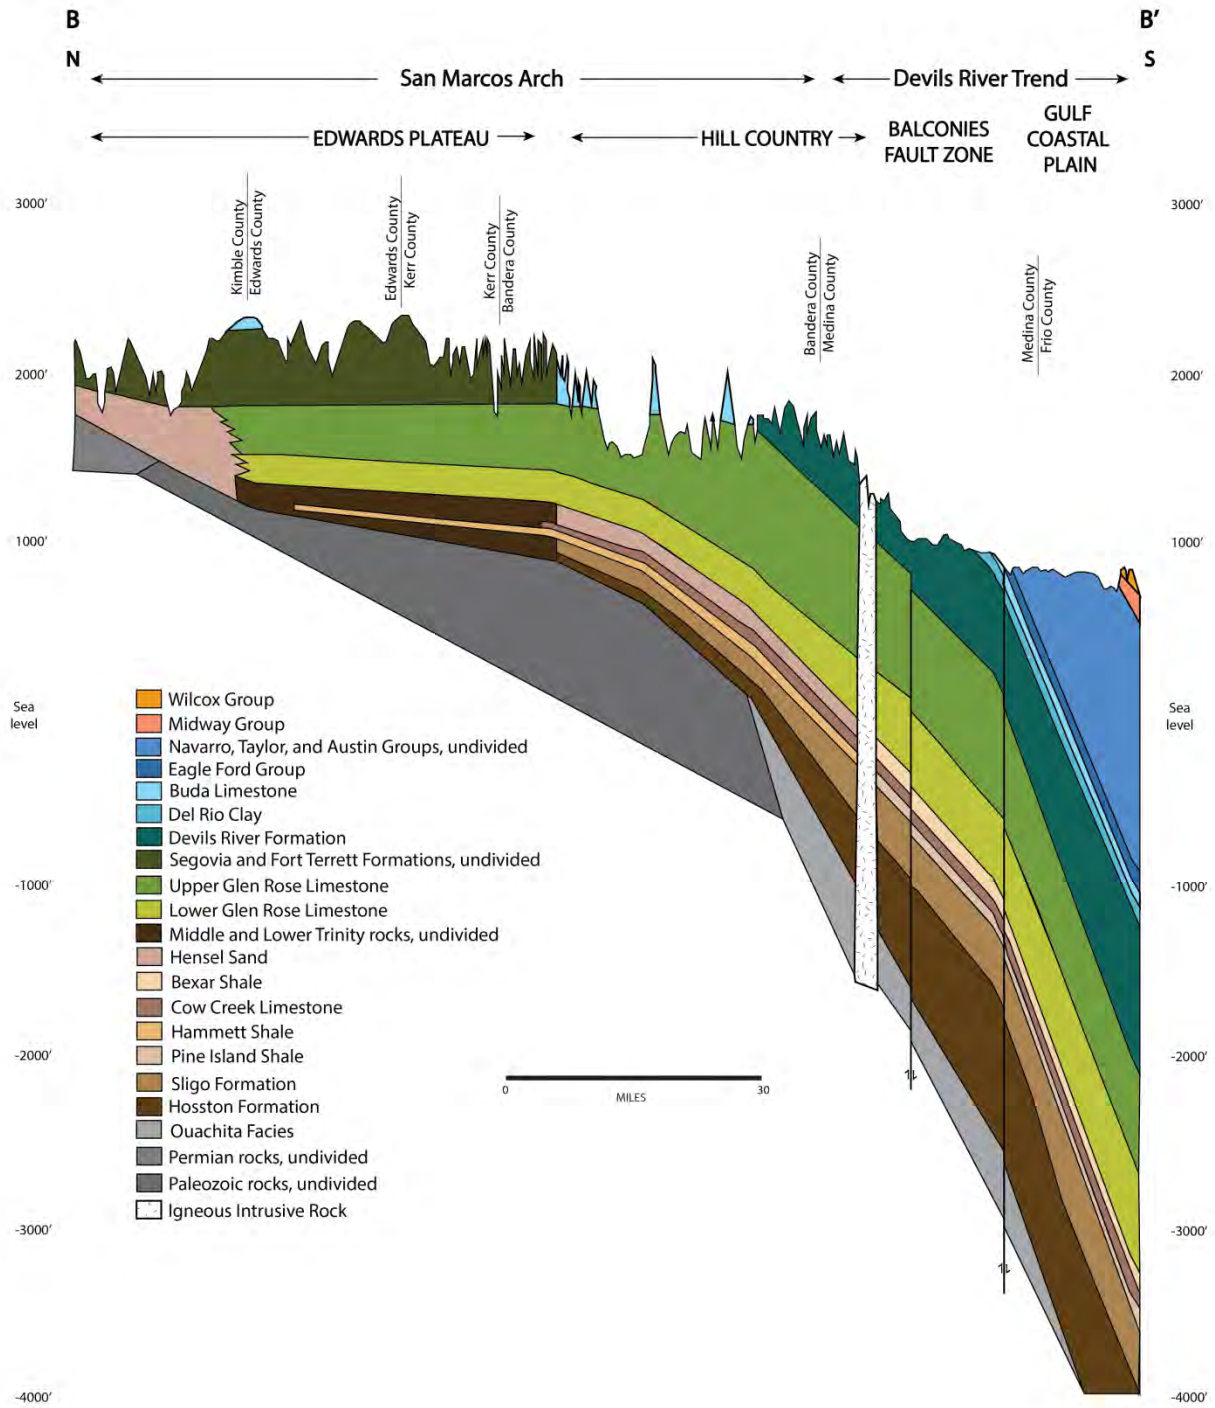 B
B′
N
S
San Marcos Arch
Devils River Trend
EDWARDS PLATEAU
HILL COUNTRY
BALCONIES
FAULT ZONE
GULF
COASTAL
PLAIN
3000′
3000′
Kimble County
Edwards County
Edwards County
Kerr County
Kerr County
Bandera County
Bandera County
Medina County
Medina County
Frio County
2000′
2000′
1000′
1000′
Sea
level
Sea
level
Wilcox Group
Midway Group
Navarro, Taylor, and Austin Groups, undivided
Eagle Ford Group
Buda Limestone
Del Rio Clay
Devils River Formation
Segovia and Fort Terrett Formations, undivided
Upper Glen Rose Limestone
Lower Glen Rose Limestone
Middle and Lower Trinity rocks, undivided
Hensel Sand
Bexar Shale
Cow Creek Limestone
Hammett Shale
Pine Island Shale
Sligo Formation
Hosston Formation
Ouachita Facies
Permian rocks, undivided
Paleozoic rocks, undivided
Igneous Intrusive Rock
-1000′
-1000′
-2000′
-2000′
0
30
MILES
-3000′
-3000′
-4000′
-4000′